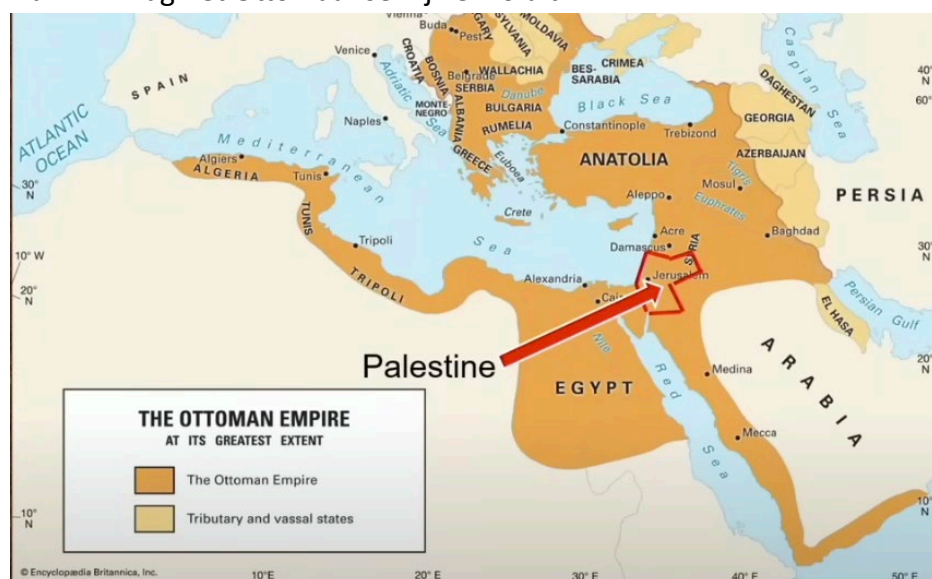 Vienna
Buda
Pest
MOLDAVIA
Venice
CROATIA
BOSNIA
Belgrade
SERBIA
WALLACHIA
BES-
SARABIA
CRIMEA
Caspian Sea
40°
N
60°
SPAIN
Adriatic Sea
MONTE-
NEGRO
ALBANIA
Danube
BULGARIA
Black Sea
DAGHESTAN
GEORGIA
ATLANTIC
OCEAN
Naples
RUMELIA
Constantinople
Trebizond
AZERBAIJAN
Mediterranean
Sea
Algiers
ALGERIA
Tunis
GREECE
Euboea
ANATOLIA
Tigris
Mosul
Aleppo
Euphrates
PERSIA
30°
N
TUNIS
Crete
Acre
Damascus
SYRIA
Baghdad
30°
N
10° W
Tripoli
TRIPOLI
Alexandria
Jerusalem
20°
N
Persian Gulf
EL HASA
Nile
Palestine
EGYPT
Red
Sea
Medina
Mecca
ARABIA
20°
N
THE OTTOMAN EMPIRE
AT ITS GREATEST EXTENT
The Ottoman Empire
Tributary and vassal states
10°
N
10°
N
© Encyclopædia Britannica, Inc.
10°E
20° E
30° E
40° E
50° E